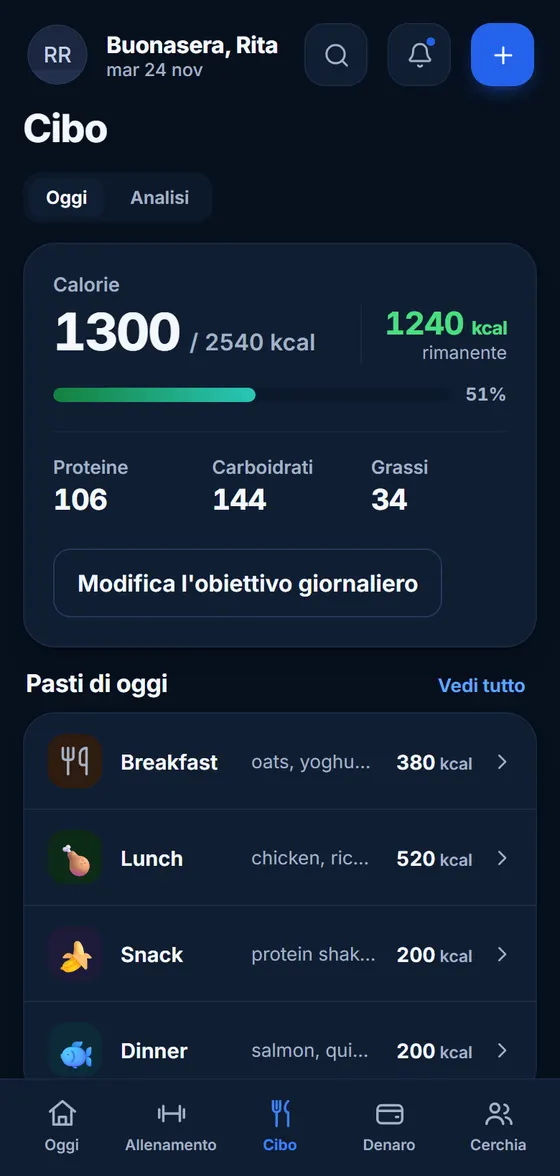 RR
Buonasera, Rita
mar 24 nov
Cibo
Oggi
Analisi
Calorie
1300 / 2540 kcal
1240 kcal
rimanente
51%
Proteine
Carboidrati
Grassi
106
144
34
Modifica l'obiettivo giornaliero
Pasti di oggi
Vedi tutto
Breakfast oats, yoghu... 380 kcal
Lunch chicken, ric... 520 kcal
Snack protein shak... 200 kcal
Dinner salmon, qui... 200 kcal
Oggi
Allenamento
Cibo
Denaro
Cerchia